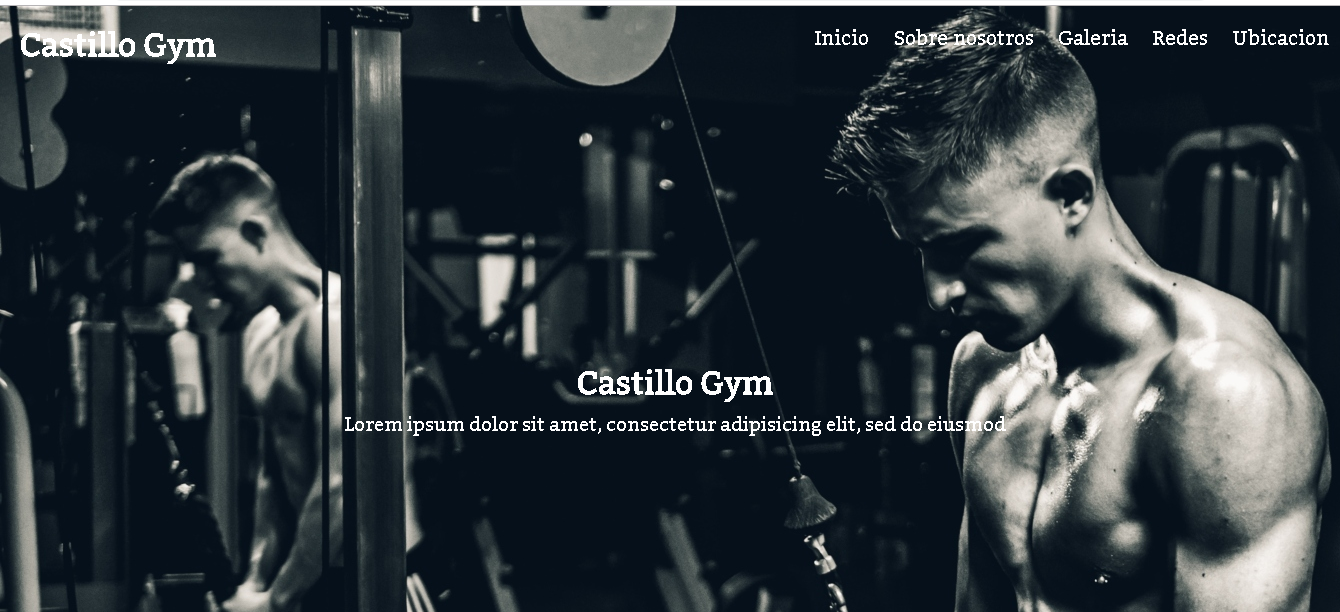 Castillo Gym
Inicio Sobre nosotros Galeria Redes Ubicacion
Castillo Gym
Lorem ipsum dolor sit amet, consectetur adipisicing elit, sed do eiusmod